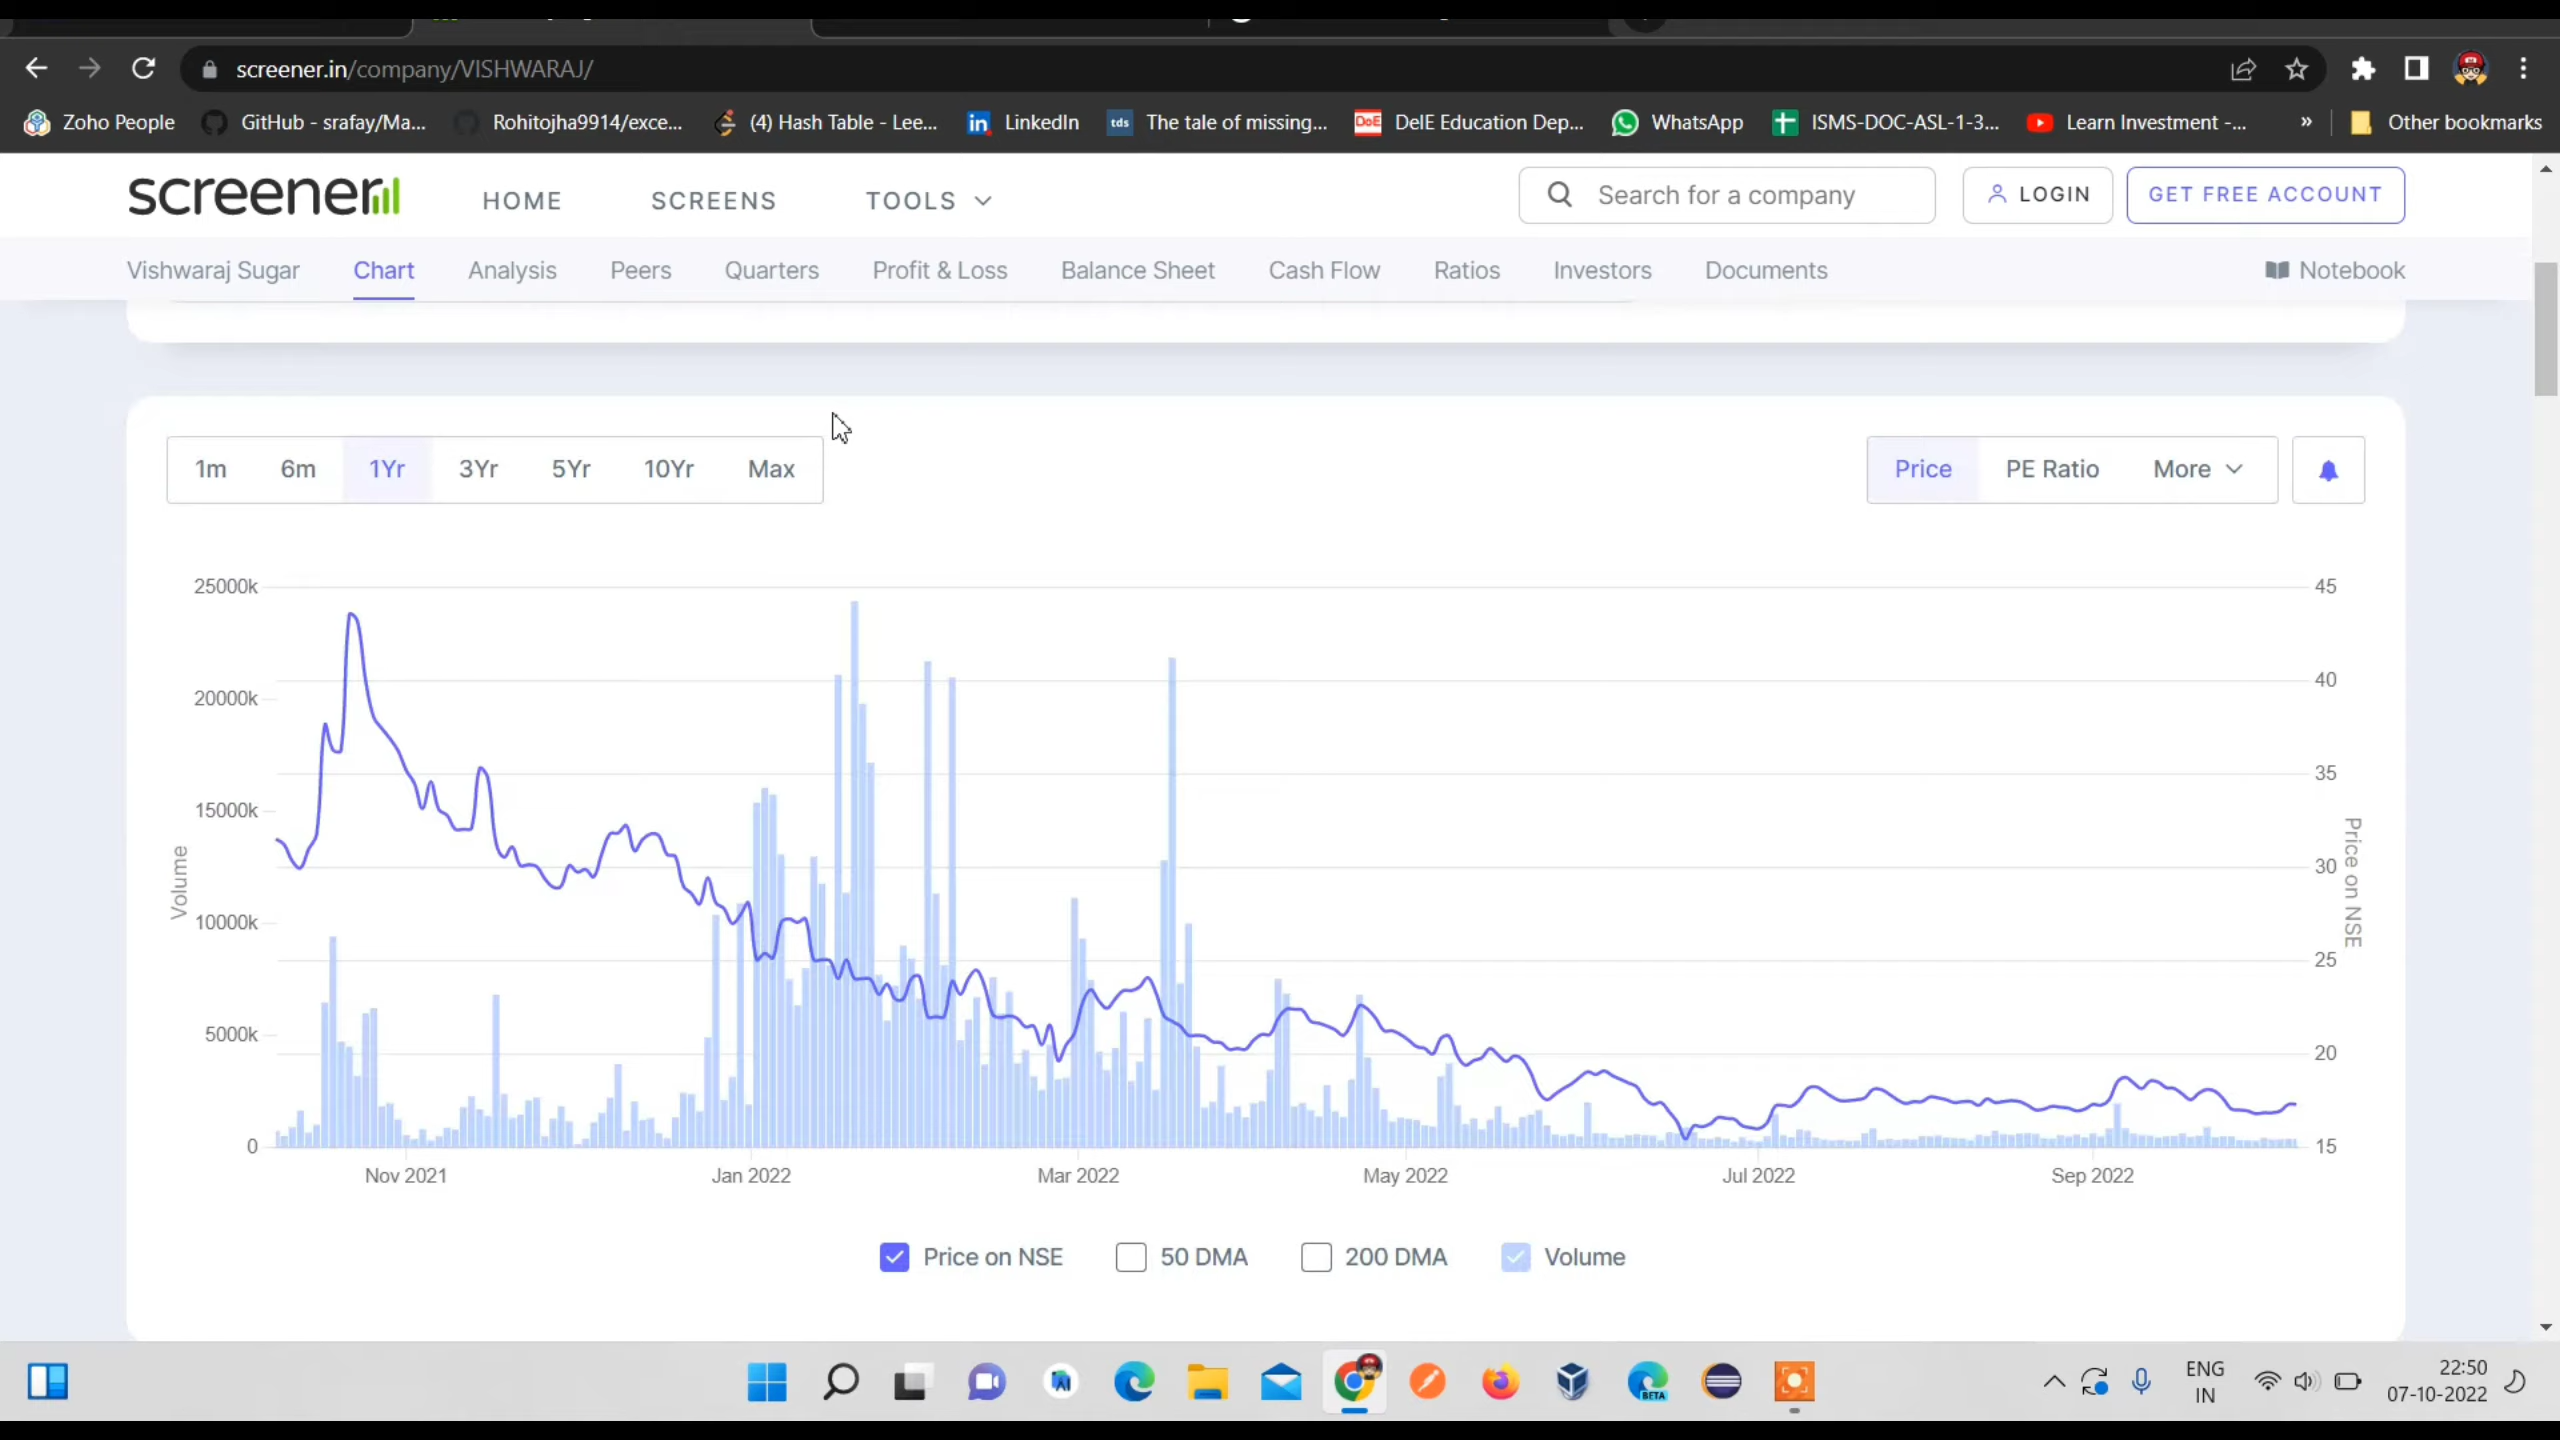 screener.in/company/VISHWARAJ/
Zoho People GitHub - srafay/Ma... Rohitojha9914/exce... (4) Hash Table - Lee... LinkedIn The tale of missing... DelE Education Dep... WhatsApp ISMS-DOC-ASL-1-3... Learn Investment -... » Other bookmarks
screener HOME SCREENS TOOLS Search for a company LOGIN GET FREE ACCOUNT
Vishwaraj Sugar Chart Analysis Peers Quarters Profit & Loss Balance Sheet Cash Flow Ratios Investors Documents Notebook
1m 6m 1Yr 3Yr 5Yr 10Yr Max Price PE Ratio More
25000k 45
20000k 40
35
15000k
30
10000k
25
5000k
20
0 15
Volume
Price on NSE
Nov 2021 Jan 2022 Mar 2022 May 2022 Jul 2022 Sep 2022
Price on NSE 50 DMA 200 DMA Volume
BETA
ENG
IN
22:50
07-10-2022